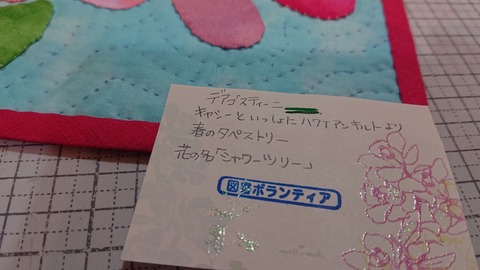 デアゴスティーニ
キャシーといっしょにハワイアンキルトより
春のタペストリー
花の名「シャワーツリー」
図書ボランティア